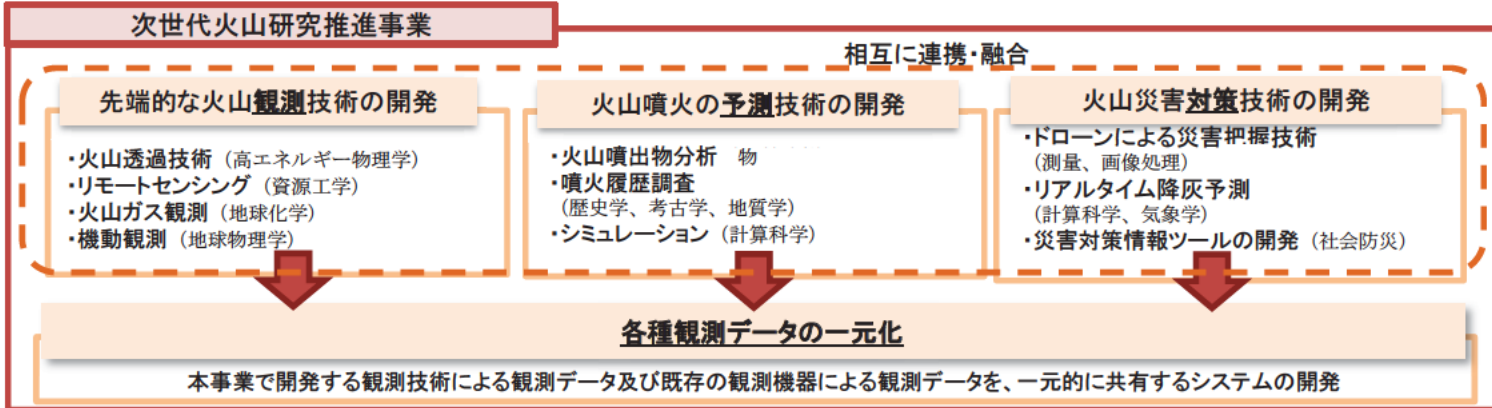 次世代火山研究推進事業
相互に連携・融合
先端的な火山観測技術の開発
・火山透過技術（高エネルギー物理学）
・リモートセンシング（資源工学）
・火山ガス観測（地球化学）
・機動観測（地球物理学）
火山噴火の予測技術の開発
・火山噴出物分析 物
・噴火履歴調査
（歴史学、考古学、地質学）
・シミュレーション（計算科学）
火山災害対策技術の開発
・ドローンによる災害把握技術
（測量、画像処理）
・リアルタイム降灰予測
（計算科学、気象学）
・災害対策情報ツールの開発（社会防災）
各種観測データの一元化
本事業で開発する観測技術による観測データ及び既存の観測機器による観測データを、一元的に共有するシステムの開発